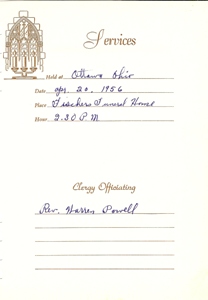 Services
Held at Ottawa Ohio
Date Apr. 20, 1956
Place Fischers Funeral Home
Hour 2:30 P.M
Clergy Officiating
Rev. Warren Powell